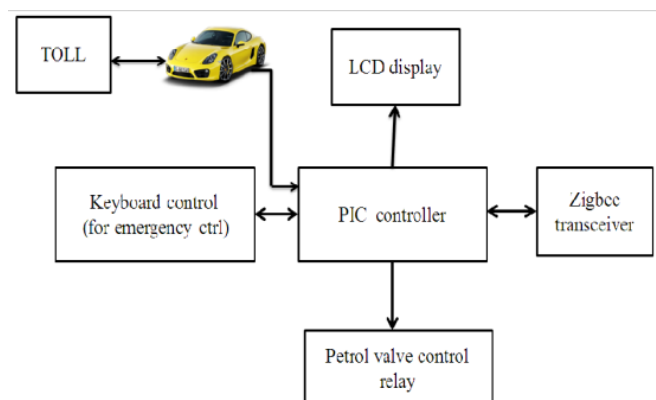 TOLL
LCD display
Keyboard control
(for emergency ctrl)
PIC controller
Zigbee
transceiver
Petrol valve control
relay